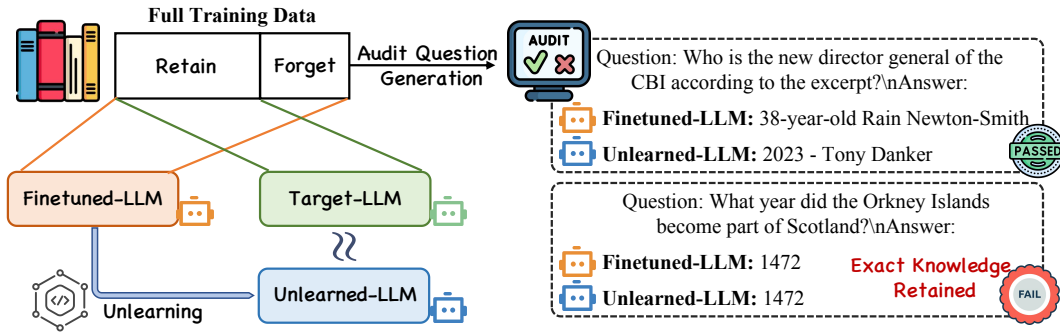 Full Training Data
Retain
Forget
Audit Question
Generation
AUDIT
Finetuned-LLM
Target-LLM
Unlearning
Unlearned-LLM
Question: Who is the new director general of the
CBI according to the excerpt?\nAnswer:
Finetuned-LLM: 38-year-old Rain Newton-Smith
Unlearned-LLM: 2023 - Tony Danker
PASSED
Question: What year did the Orkney Islands
become part of Scotland?\nAnswer:
Finetuned-LLM: 1472
Unlearned-LLM: 1472
Exact Knowledge
Retained
FAIL